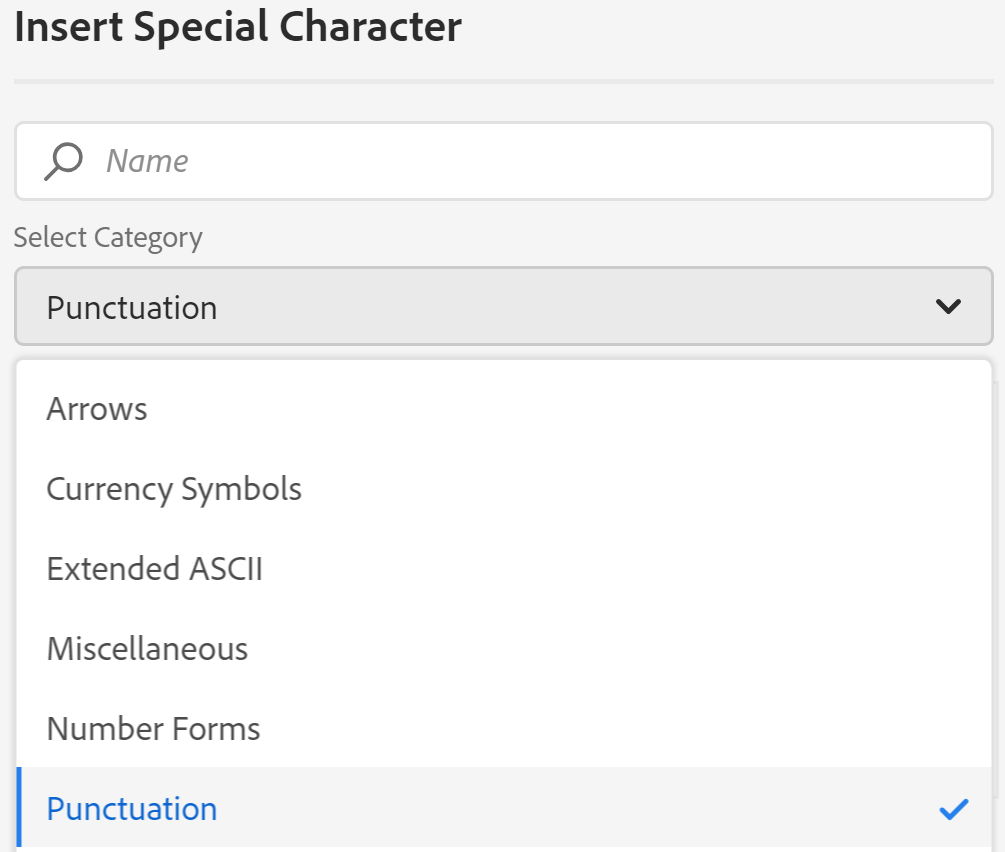 Insert Special Character
Name
Select Category
Punctuation
Arrows
Currency Symbols
Extended ASCII
Miscellaneous
Number Forms
Punctuation